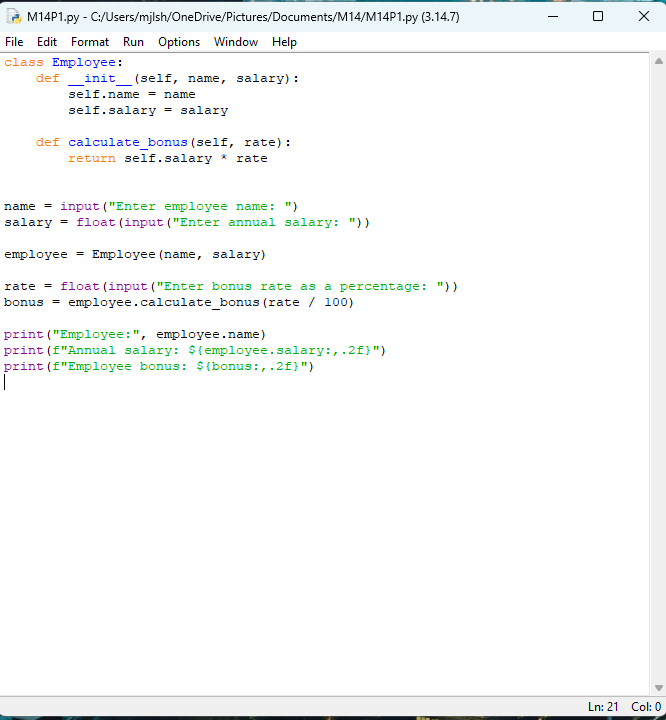 M14P1.py - C:/Users/mjlsh/OneDrive/Pictures/Documents/M14/M14P1.py (3.14.7)
File Edit Format Run Options Window Help
class Employee:
    def __init__(self, name, salary):
        self.name = name
        self.salary = salary

    def calculate_bonus(self, rate):
        return self.salary * rate


name = input("Enter employee name: ")
salary = float(input("Enter annual salary: "))

employee = Employee(name, salary)

rate = float(input("Enter bonus rate as a percentage: "))
bonus = employee.calculate_bonus(rate / 100)

print("Employee:", employee.name)
print(f"Annual salary: ${employee.salary:,.2f}")
print(f"Employee bonus: ${bonus:,.2f}")
Ln: 21 Col: 0